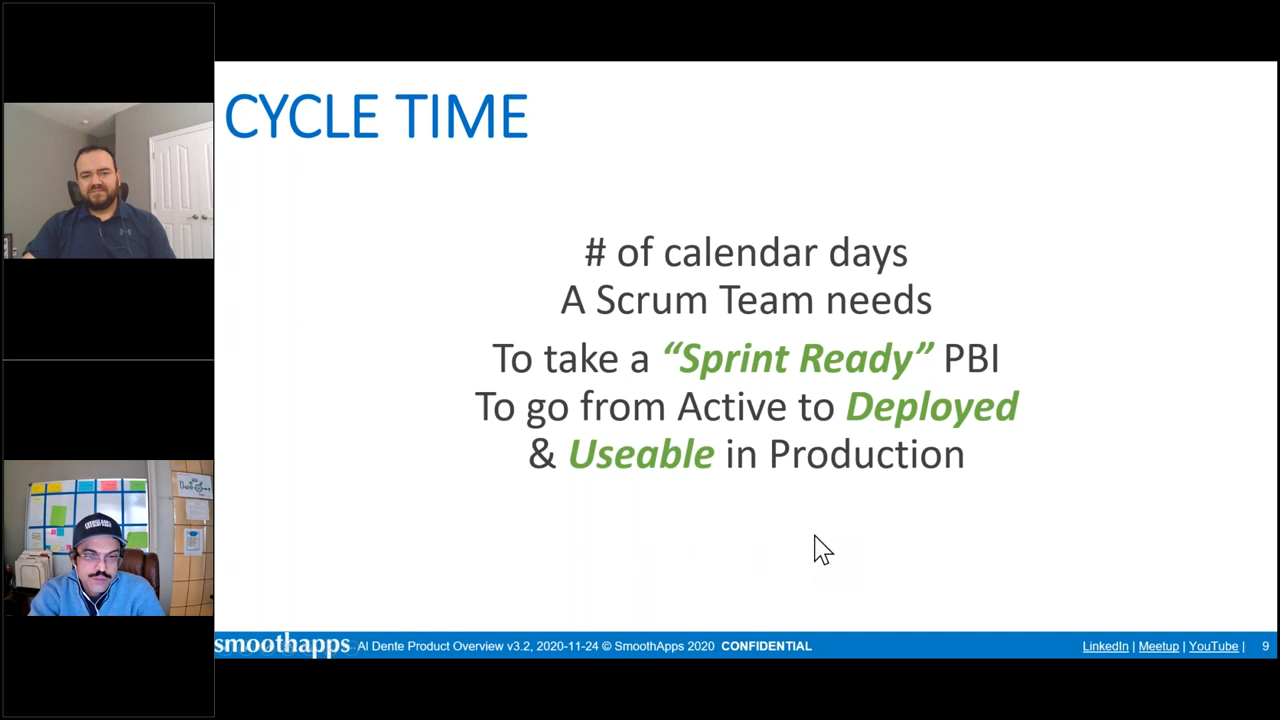 CYCLE TIME
# of calendar days
A Scrum Team needs
To take a “Sprint Ready” PBI
To go from Active to Deployed
& Useable in Production
smoothapps Al Dente Product Overview v3.2, 2020-11-24 © SmoothApps 2020 CONFIDENTIAL LinkedIn | Meetup | YouTube | 9